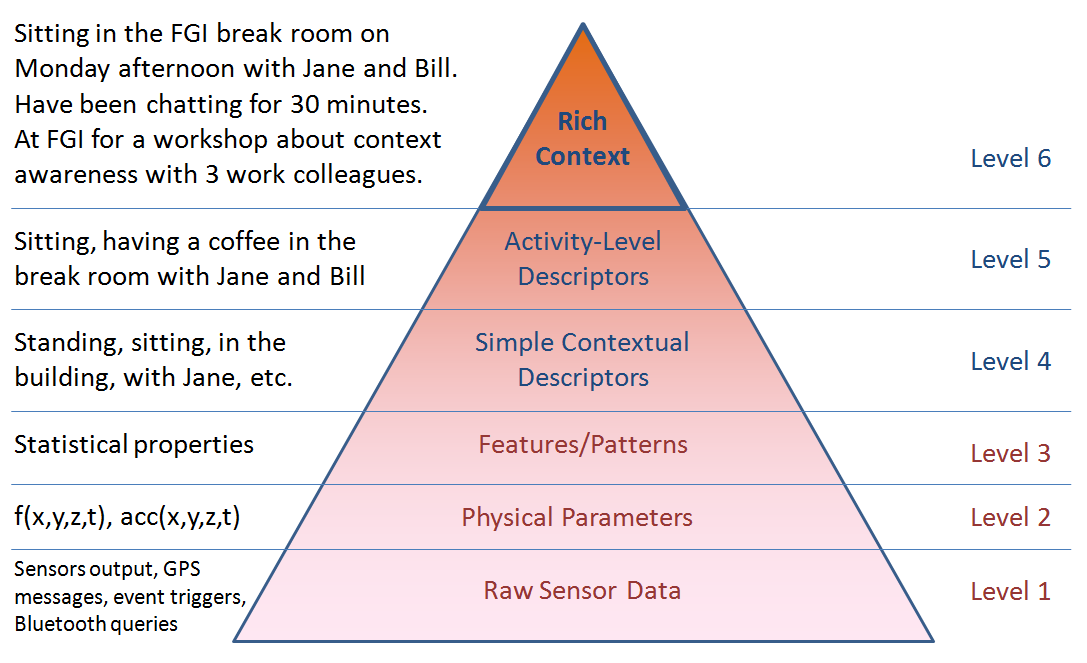 Sitting in the FGI break room on
Monday afternoon with Jane and Bill.
Have been chatting for 30 minutes.
At FGI for a workshop about context
awareness with 3 work colleagues.
Rich
Context
Level 6
Sitting, having a coffee in the
break room with Jane and Bill
Activity-Level
Descriptors
Level 5
Standing, sitting, in the
building, with Jane, etc.
Simple Contextual
Descriptors
Level 4
Statistical properties
Features/Patterns
Level 3
f(x,y,z,t), acc(x,y,z,t)
Physical Parameters
Level 2
Sensors output, GPS
messages, event triggers,
Bluetooth queries
Raw Sensor Data
Level 1